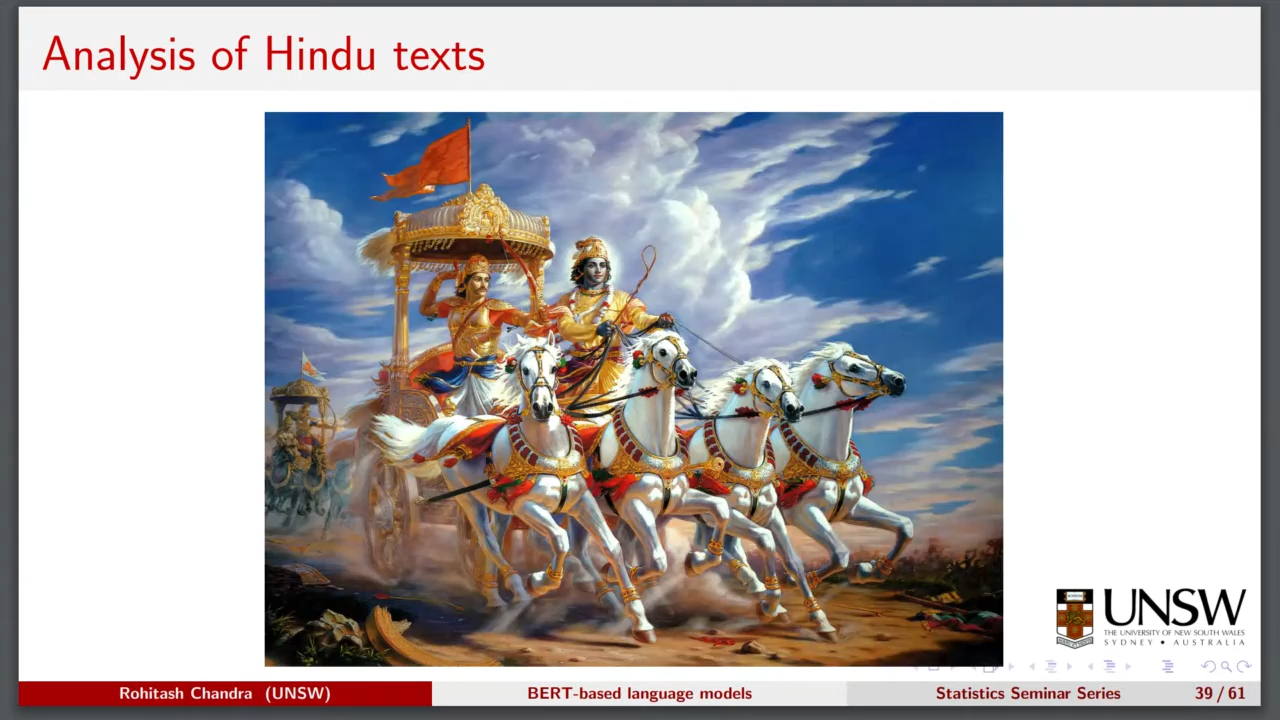 Analysis of Hindu texts
UNSW
THE UNIVERSITY OF NEW SOUTH WALES
SYDNEY • AUSTRALIA
Rohitash Chandra (UNSW)
BERT-based language models
Statistics Seminar Series
39 / 61